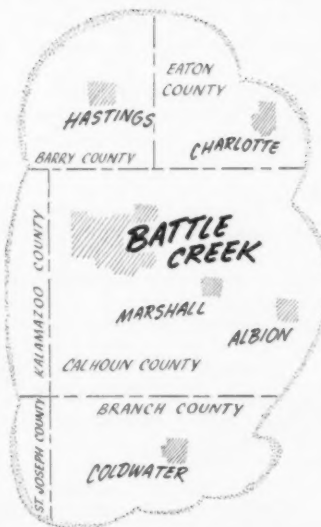 EATON
COUNTY
HASTINGS
CHARLOTTE
BARRY COUNTY
KALAMAZOO COUNTY
BATTLE
CREEK
MARSHALL
ALBION
CALHOUN COUNTY
BRANCH COUNTY
ST. JOSEPH COUNTY
COLDWATER